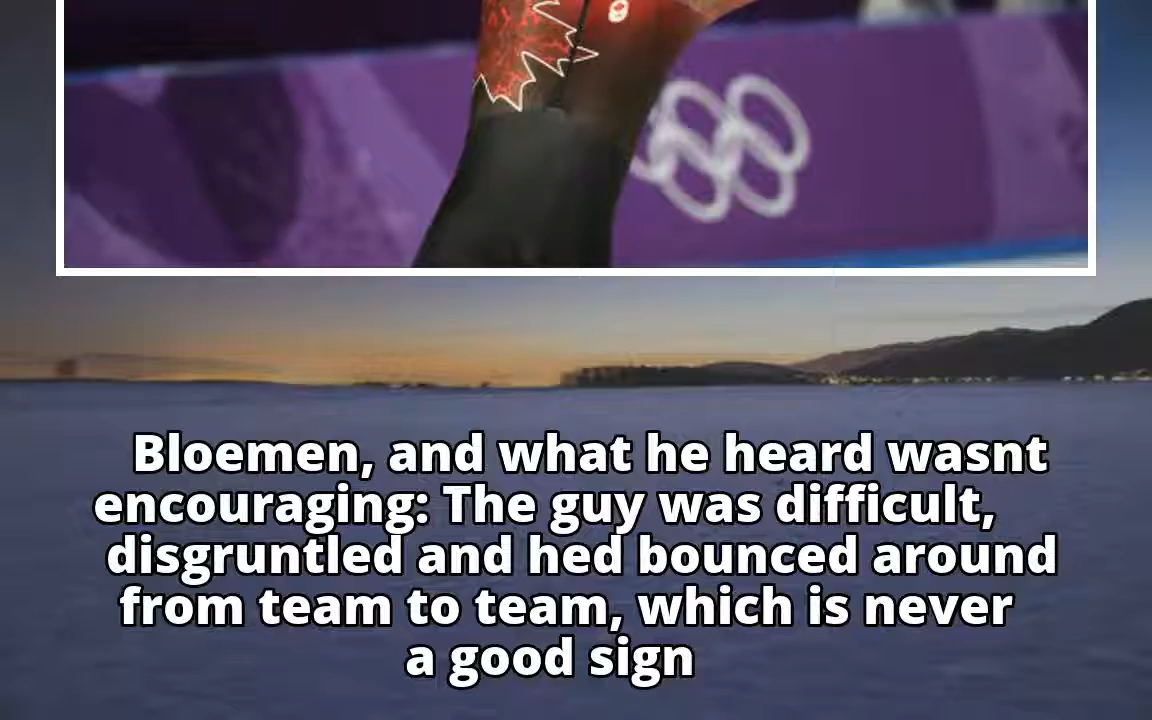 Bloemen, and what he heard wasnt
encouraging: The guy was difficult,
disgruntled and hed bounced around
from team to team, which is never
a good sign